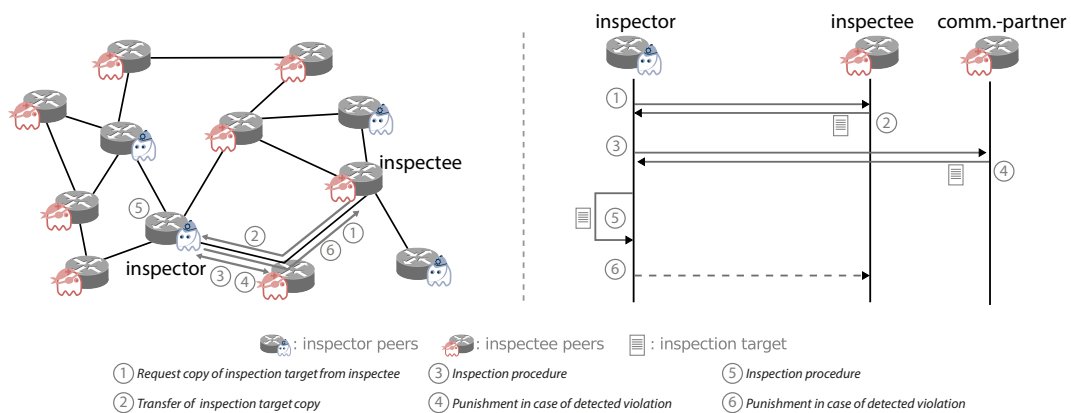 inspector
inspectee
comm.-partner
1
2
3
4
5
6
inspectee
5
inspector
2
1
6
3
4
: inspector peers
: inspectee peers
: inspection target
1 Request copy of inspection target from inspectee
3 Inspection procedure
5 Inspection procedure
2 Transfer of inspection target copy
4 Punishment in case of detected violation
6 Punishment in case of detected violation